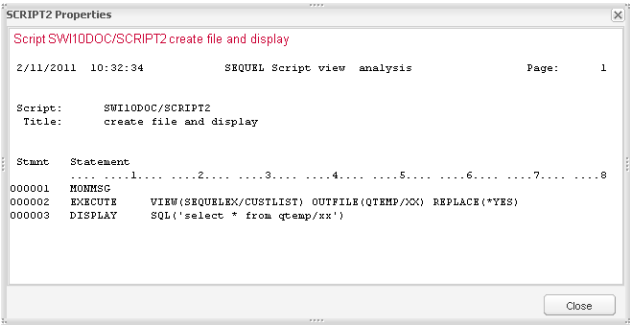 SCRIPT2 Properties
Script SWI10DOC/SCRIPT2 create file and display
2/11/2011 10:32:34 SEQUEL Script view analysis Page: 1
Script: SWI10DOC/SCRIPT2
Title: create file and display
Stmnt Statement
.... ....1.... ....2.... ....3.... ....4.... ....5.... ....6.... ....7.... ....8
000001 MONMSG
000002 EXECUTE VIEW(SEQUELEX/CUSTLIST) OUTFILE(QTEMP/XX) REPLACE(*YES)
000003 DISPLAY SQL('select * from qtemp/xx')
Close